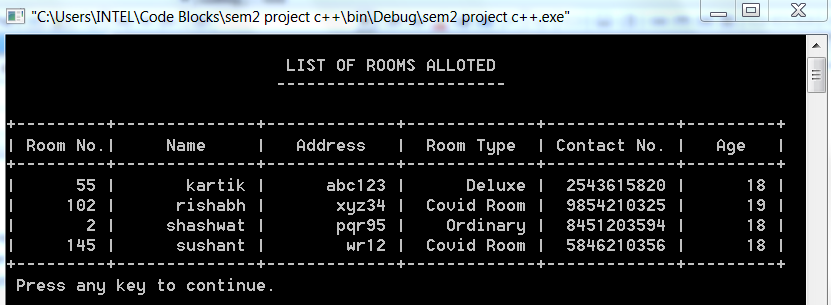 "C:\Users\INTEL\Code Blocks\sem2 project c++\bin\Debug\sem2 project c++.exe"
LIST OF ROOMS ALLOTED
-----------------------
+---------+--------------+-------------+-------------+-------------+---------+
| Room No.| Name | Address | Room Type | Contact No. | Age |
+---------+--------------+-------------+-------------+-------------+---------+
| 55 | kartik | abc123 | Deluxe | 2543615820 | 18 |
| 102 | rishabh | xyz34 | Covid Room | 9854210325 | 19 |
| 2 | shashwat | pqr95 | Ordinary | 8451203594 | 18 |
| 145 | sushant | wr12 | Covid Room | 5846210356 | 18 |
+---------+--------------+-------------+-------------+-------------+---------+
Press any key to continue.